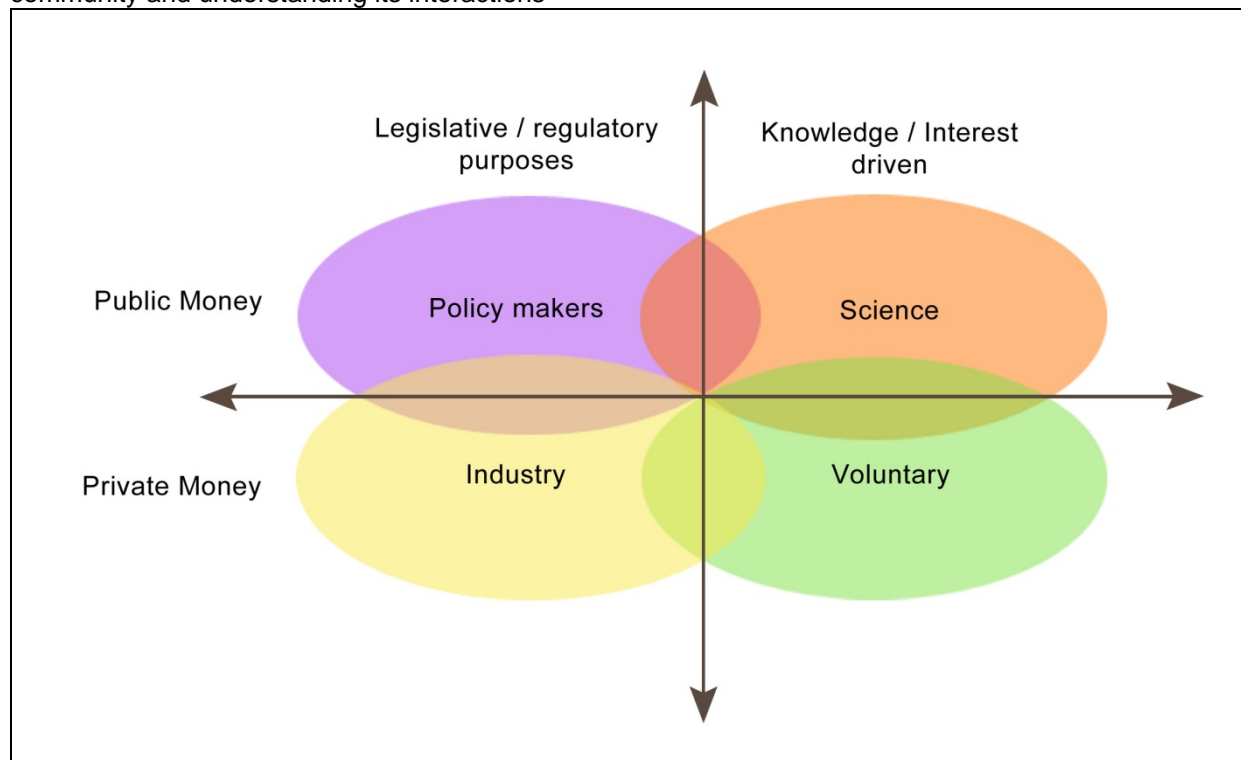 community and understanding its interactions
Legislative / regulatory
purposes
Knowledge / Interest
driven
Public Money
Policy makers
Science
Private Money
Industry
Voluntary